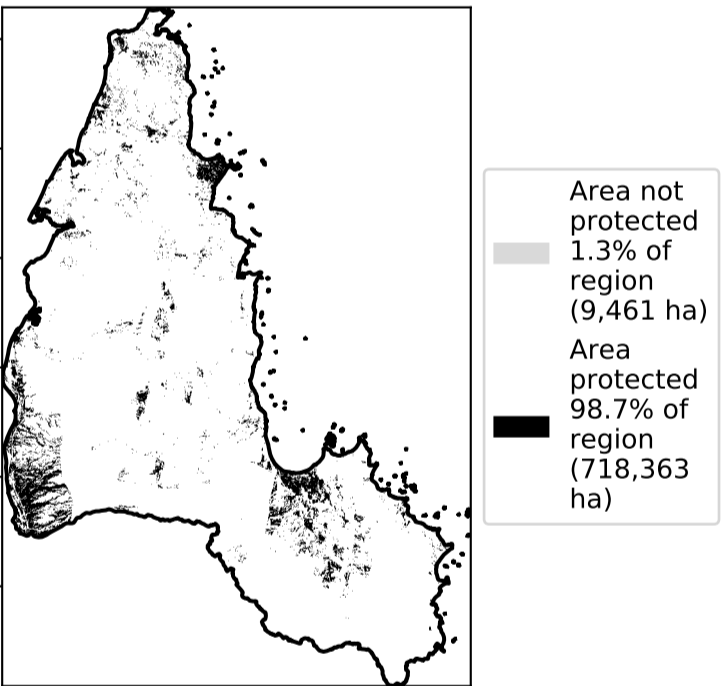 Area not
protected
1.3% of
region
(9,461 ha)
Area
protected
98.7% of
region
(718,363
ha)